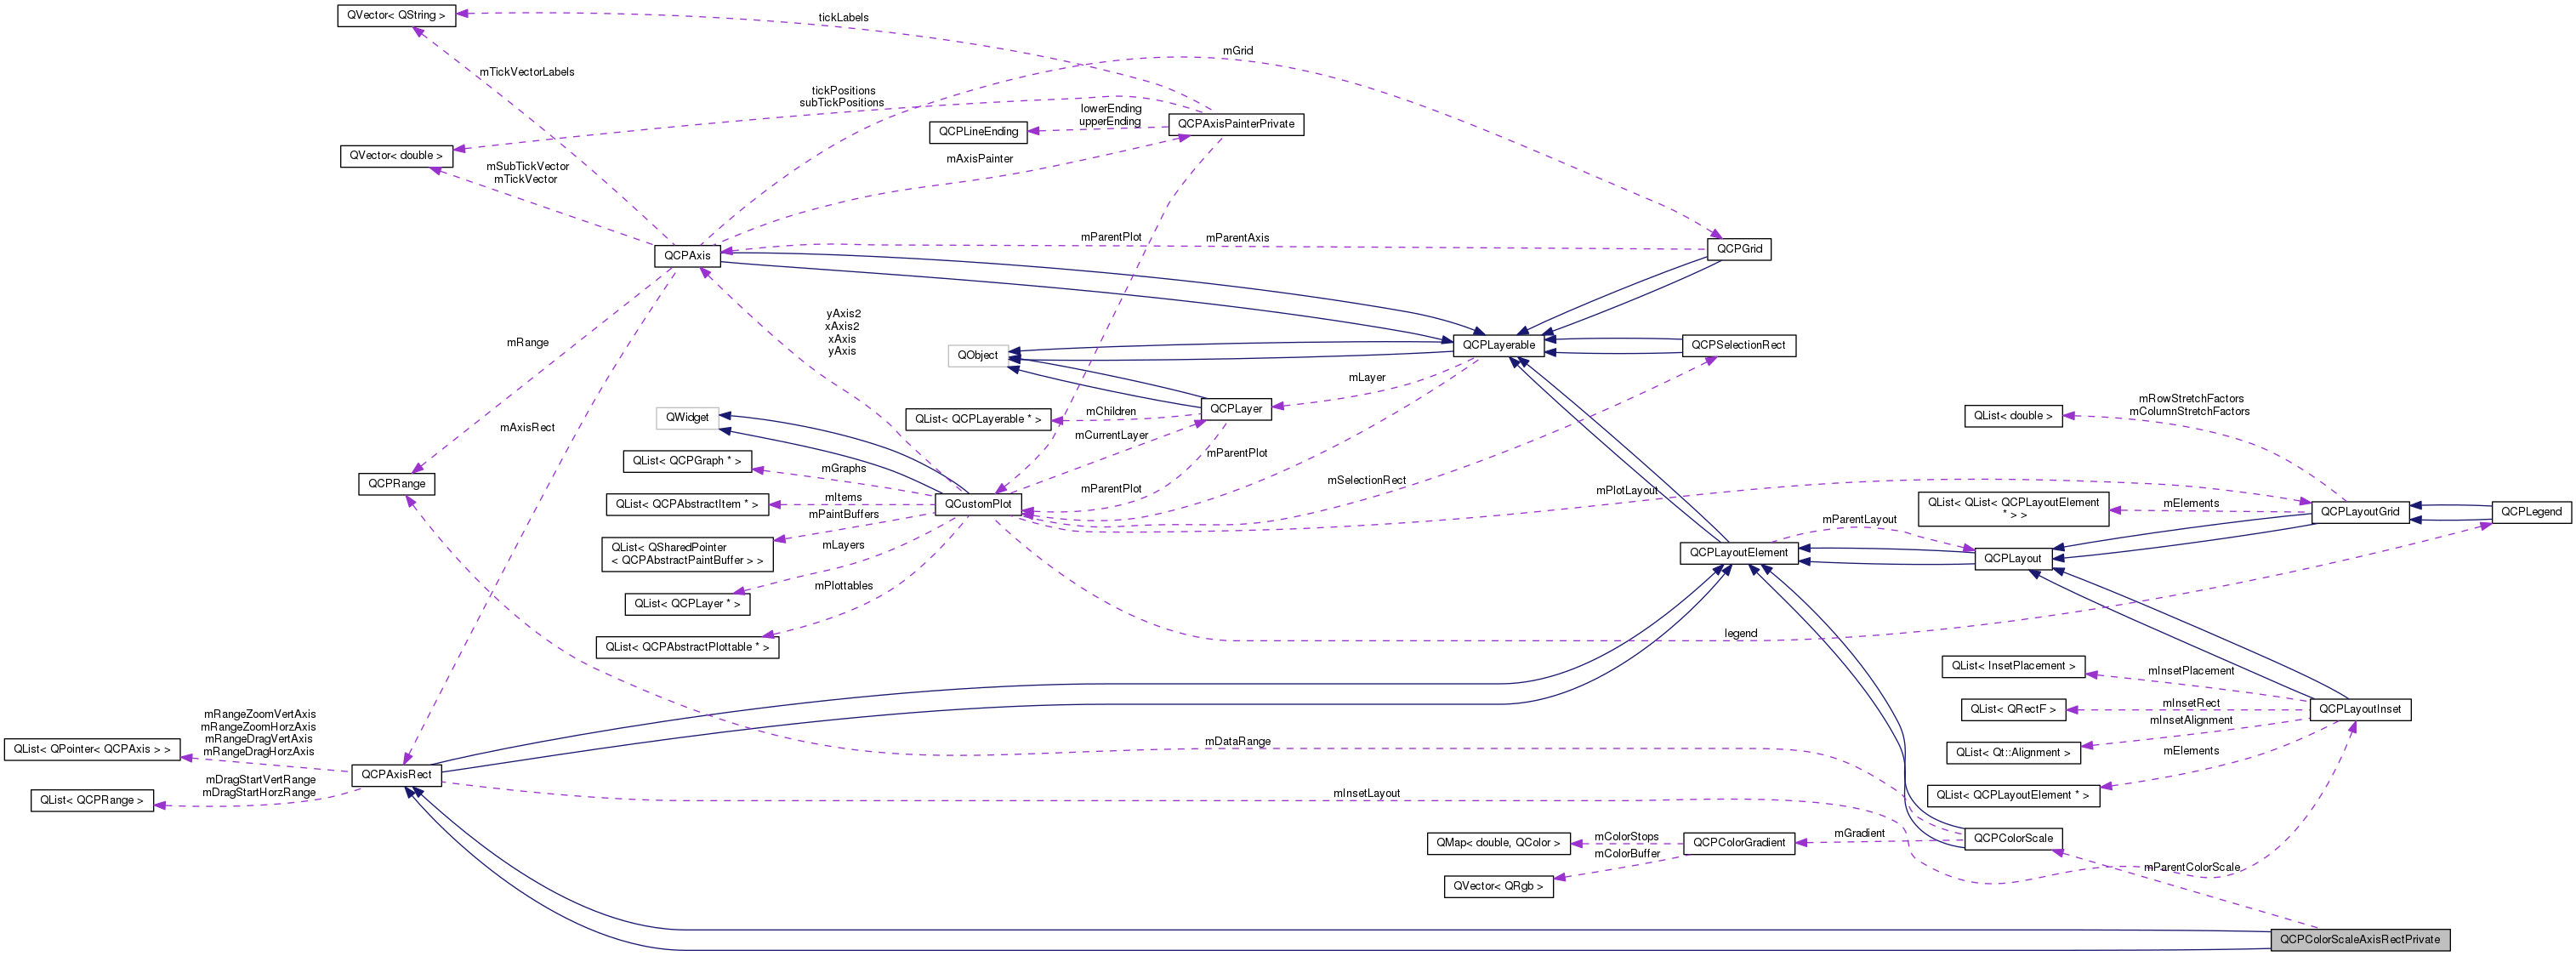 QVector< QString >
tickLabels
mGrid
mTickVectorLabels
tickPositions
subTickPositions
lowerEnding
upperEnding
QCPLineEnding
QCPAxisPainterPrivate
QVector< double >
mSubTickVector
mTickVector
mAxisPainter
mParentPlot
mParentAxis
QCPGrid
QCPAxis
yAxis2
xAxis2
xAxis
yAxis
mRange
QObject
QCPLayerable
QCPSelectionRect
mLayer
mAxisRect
QWidget
QList< QCPLayerable * >
mChildren
QCPLayer
mCurrentLayer
mRowStretchFactors
mColumnStretchFactors
QList< double >
QList< QCPGraph * >
mGraphs
mParentPlot
QCPRange
mParentPlot
mSelectionRect
mPlotLayout
QList< QCPAbstractItem * >
mItems
QCustomPlot
mPaintBuffers
QList< QList< QCPLayoutElement
* > >
mElements
QCPLayoutGrid
QCPLegend
QList< QSharedPointer
< QCPAbstractPaintBuffer > >
mLayers
mParentLayout
QCPLayoutElement
QCPLayout
mPlottables
QList< QCPLayer * >
legend
QList< QCPAbstractPlottable * >
QList< InsetPlacement >
mInsetPlacement
QList< QRectF >
mInsetRect
mInsetAlignment
QCPLayoutInset
mRangeZoomVertAxis
mRangeZoomHorzAxis
mRangeDragVertAxis
mRangeDragHorzAxis
QList< QPointer< QCPAxis > >
mDataRange
QList< Qt::Alignment >
mElements
QCPAxisRect
mDragStartVertRange
mDragStartHorzRange
QList< QCPRange >
mInsetLayout
QList< QCPLayoutElement * >
QMap< double, QColor >
mColorStops
mColorBuffer
QCPColorGradient
mGradient
QCPColorScale
mParentColorScale
QVector< QRgb >
QCPColorScaleAxisRectPrivate